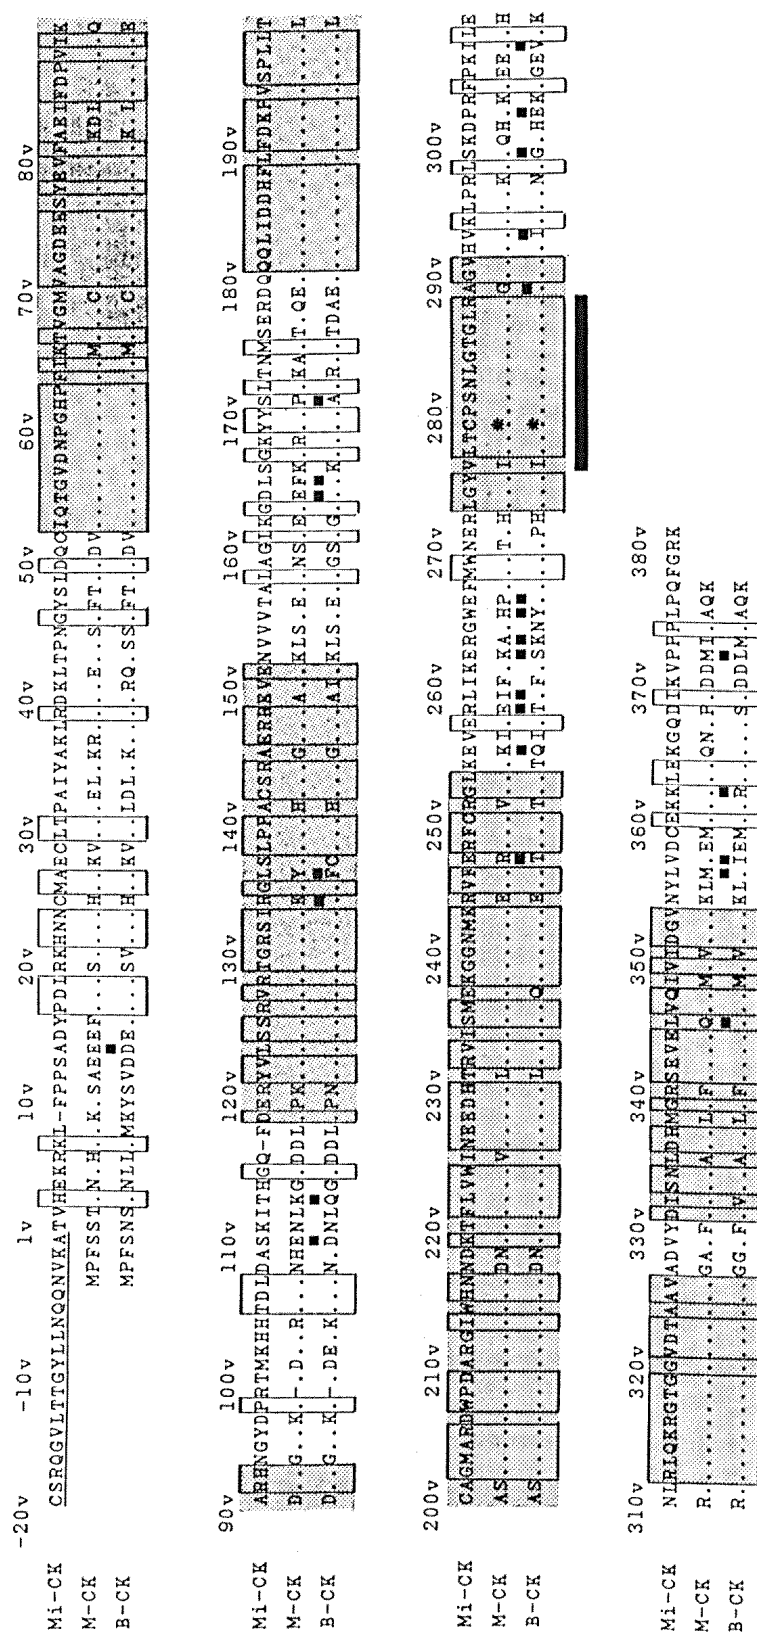 -20v -10v 1v 10v 20v 30v 40v 50v 60v 70v 80v
Mi-CK CSRQGVLTTGYLLNQQNVKATVHEKRKL-FPPSADYPDLRKHNNCMAECLTPAIYAKLRDKLTPNGYSLDQCIQTGVDNPGHPFIKTVGMVAGDEESYEVFAEIFDPVIK
M-CK MPFSST.N.H..K.SAEEEF....S....H..KV...EL.KR....E..S.FT..DV.................M..C..........KDL......Q
B-CK MPFSNS.NLL.MKYSVDDE.....SV...H..KV...LDL.K....RQ.SS.FT..DV.................M..C..........K.L......E
90v 100v 110v 120v 130v 140v 150v 160v 170v 180v 190v
Mi-CK ARHNGYDPRTMKHHTDLDASKITHGQ-FDERYVLSSRVRTGRSIRGLSLPPACSRAERREVENVVVTALAGLKGDLSGKYYSLTNMSERDQQQLIDDHFLFDKPVSPLLT
M-CK D..G..K.-.D..R....NHENLKG.DDL.PK..............K.Y.....H...G....A..KLS.E..NS.E.EFK.R..P.KA.T.QE...................L
B-CK D..G..K.-.DE.K....N.DNLQG.DDL.PN................FC....H...G....AI.KLS.E..GS.G...K....A.R..TDAE...................L
200v 210v 220v 230v 240v 250v 260v 270v 280v 290v 300v
Mi-CK CAGMARDWPDARGIWHNNDKTFLVWINEEDHTRVISMEKGGNMKRVFERFCRGLKEVERLIKERGWEFMWNERLGYVLTCPSNLGTGLRAGVHVKLPRLSKDPRFPKILE
M-CK AS..............DN.......V.....L............E..R...V...KI.EIF.KA.HP....T.H...I..*..........G.......K..QH.K.EE..H
B-CK AS..............DN.............L.....Q......E..T...T..TQI.T.F.SKNY.....PH....I..*..............I...N.G.HEK.GEV.K
310v 320v 330v 340v 350v 360v 370v 380v
Mi-CK NLRLQKRGTGGVDTAAVADVYDISNLDRMGRSEVELVQIVIDGVNYLVDCEKKLEKGQDIKVPPPLPQFGRK
M-CK R................GA.F......A..L.F....Q..M.V....KLM.EM......QN.P.DDMI.AQK
B-CK R................GG.F.V....A..L.F.......M.V....KL.IEM..R.....S.DDLM.AQK